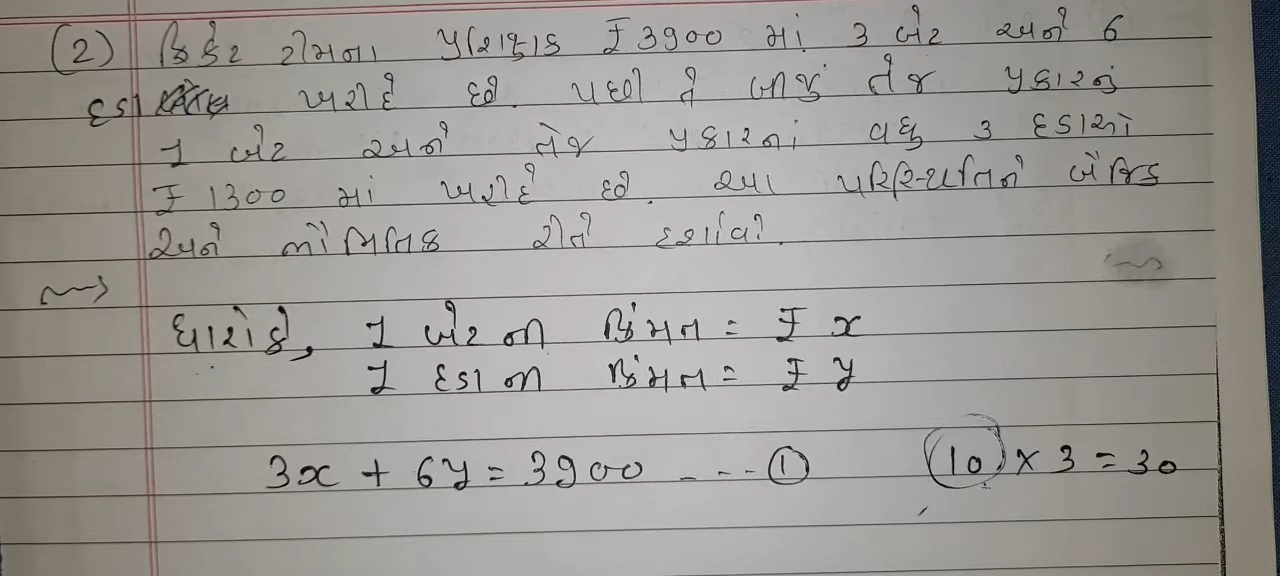 (2) ક્રિકેટ ટીમના પ્રશિક્ષક ₹ 3900 માં 3 બેટ અને 6
દડા ખરીદે છે. પછી તે બીજું તેજ પ્રકારનું
1 બેટ અને તેજ પ્રકારનાં વધુ 3 દડાઓ
₹ 1300 માં ખરીદે છે. આ પરિસ્થતિને બૈજિક
અને ભૌમિતિક રીતે દર્શાવો.
ધારોકે, 1 બેટ ની કિંમત = ₹ x
1 દડા ની કિંમત = ₹ y
3x + 6y = 3900 - - - ① (10) × 3 = 30